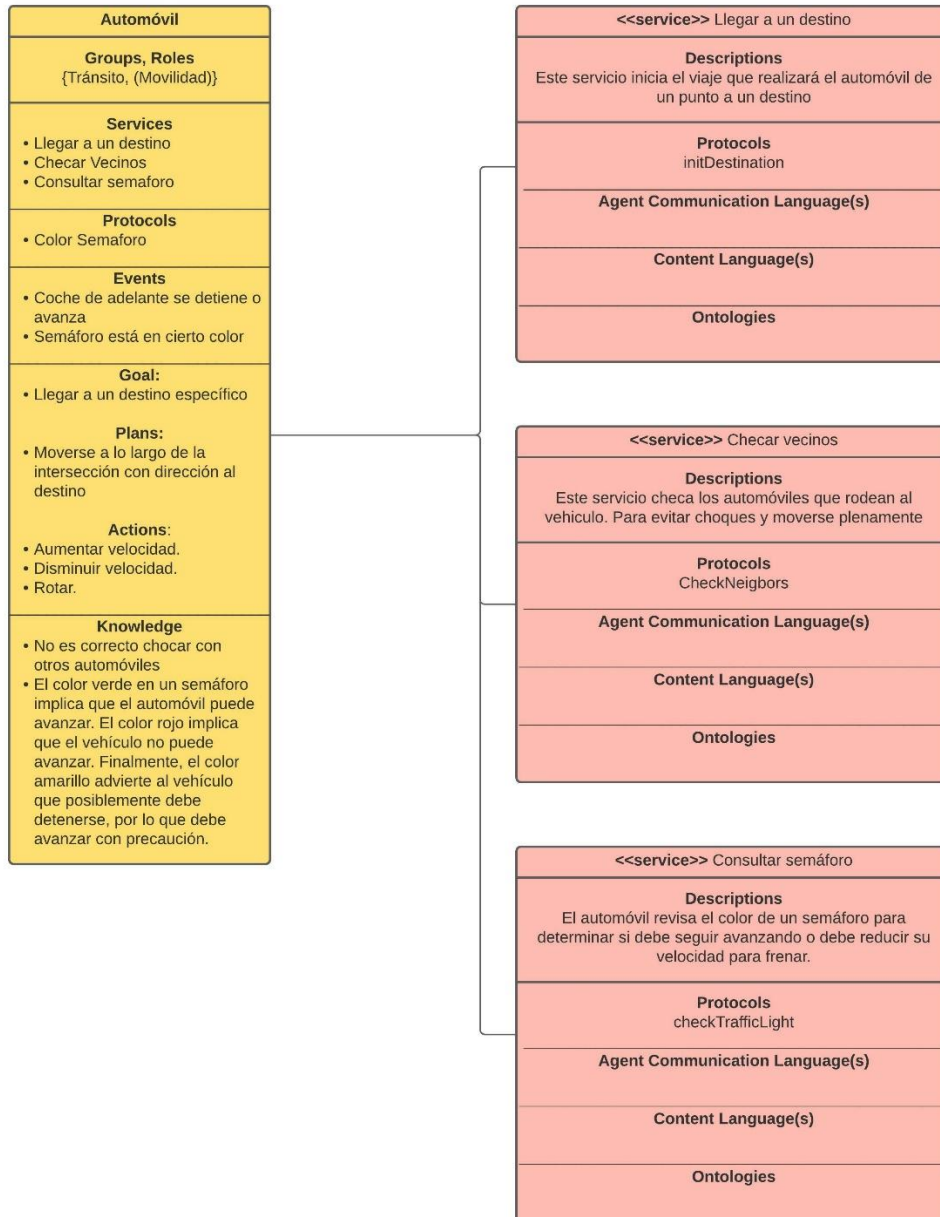 Automóvil
Groups, Roles
{Tránsito, (Movilidad)}
Services
• Llegar a un destino
• Checar Vecinos
• Consultar semaforo
Protocols
• Color Semaforo
Events
• Coche de adelante se detiene o
avanza
• Semáforo está en cierto color
Goal:
• Llegar a un destino específico
Plans:
• Moverse a lo largo de la
intersección con dirección al
destino
Actions:
• Aumentar velocidad.
• Disminuir velocidad.
• Rotar.
Knowledge
• No es correcto chocar con
otros automóviles
• El color verde en un semáforo
implica que el automóvil puede
avanzar. El color rojo implica
que el vehículo no puede
avanzar. Finalmente, el color
amarillo advierte al vehículo
que posiblemente debe
detenerse, por lo que debe
avanzar con precaución.
<<service>> Llegar a un destino
Descriptions
Este servicio inicia el viaje que realizará el automóvil de
un punto a un destino
Protocols
initDestination
Agent Communication Language(s)
Content Language(s)
Ontologies
<<service>> Checar vecinos
Descriptions
Este servicio checa los automóviles que rodean al
vehiculo. Para evitar choques y moverse plenamente
Protocols
CheckNeigbors
Agent Communication Language(s)
Content Language(s)
Ontologies
<<service>> Consultar semáforo
Descriptions
El automóvil revisa el color de un semáforo para
determinar si debe seguir avanzando o debe reducir su
velocidad para frenar.
Protocols
checkTrafficLight
Agent Communication Language(s)
Content Language(s)
Ontologies